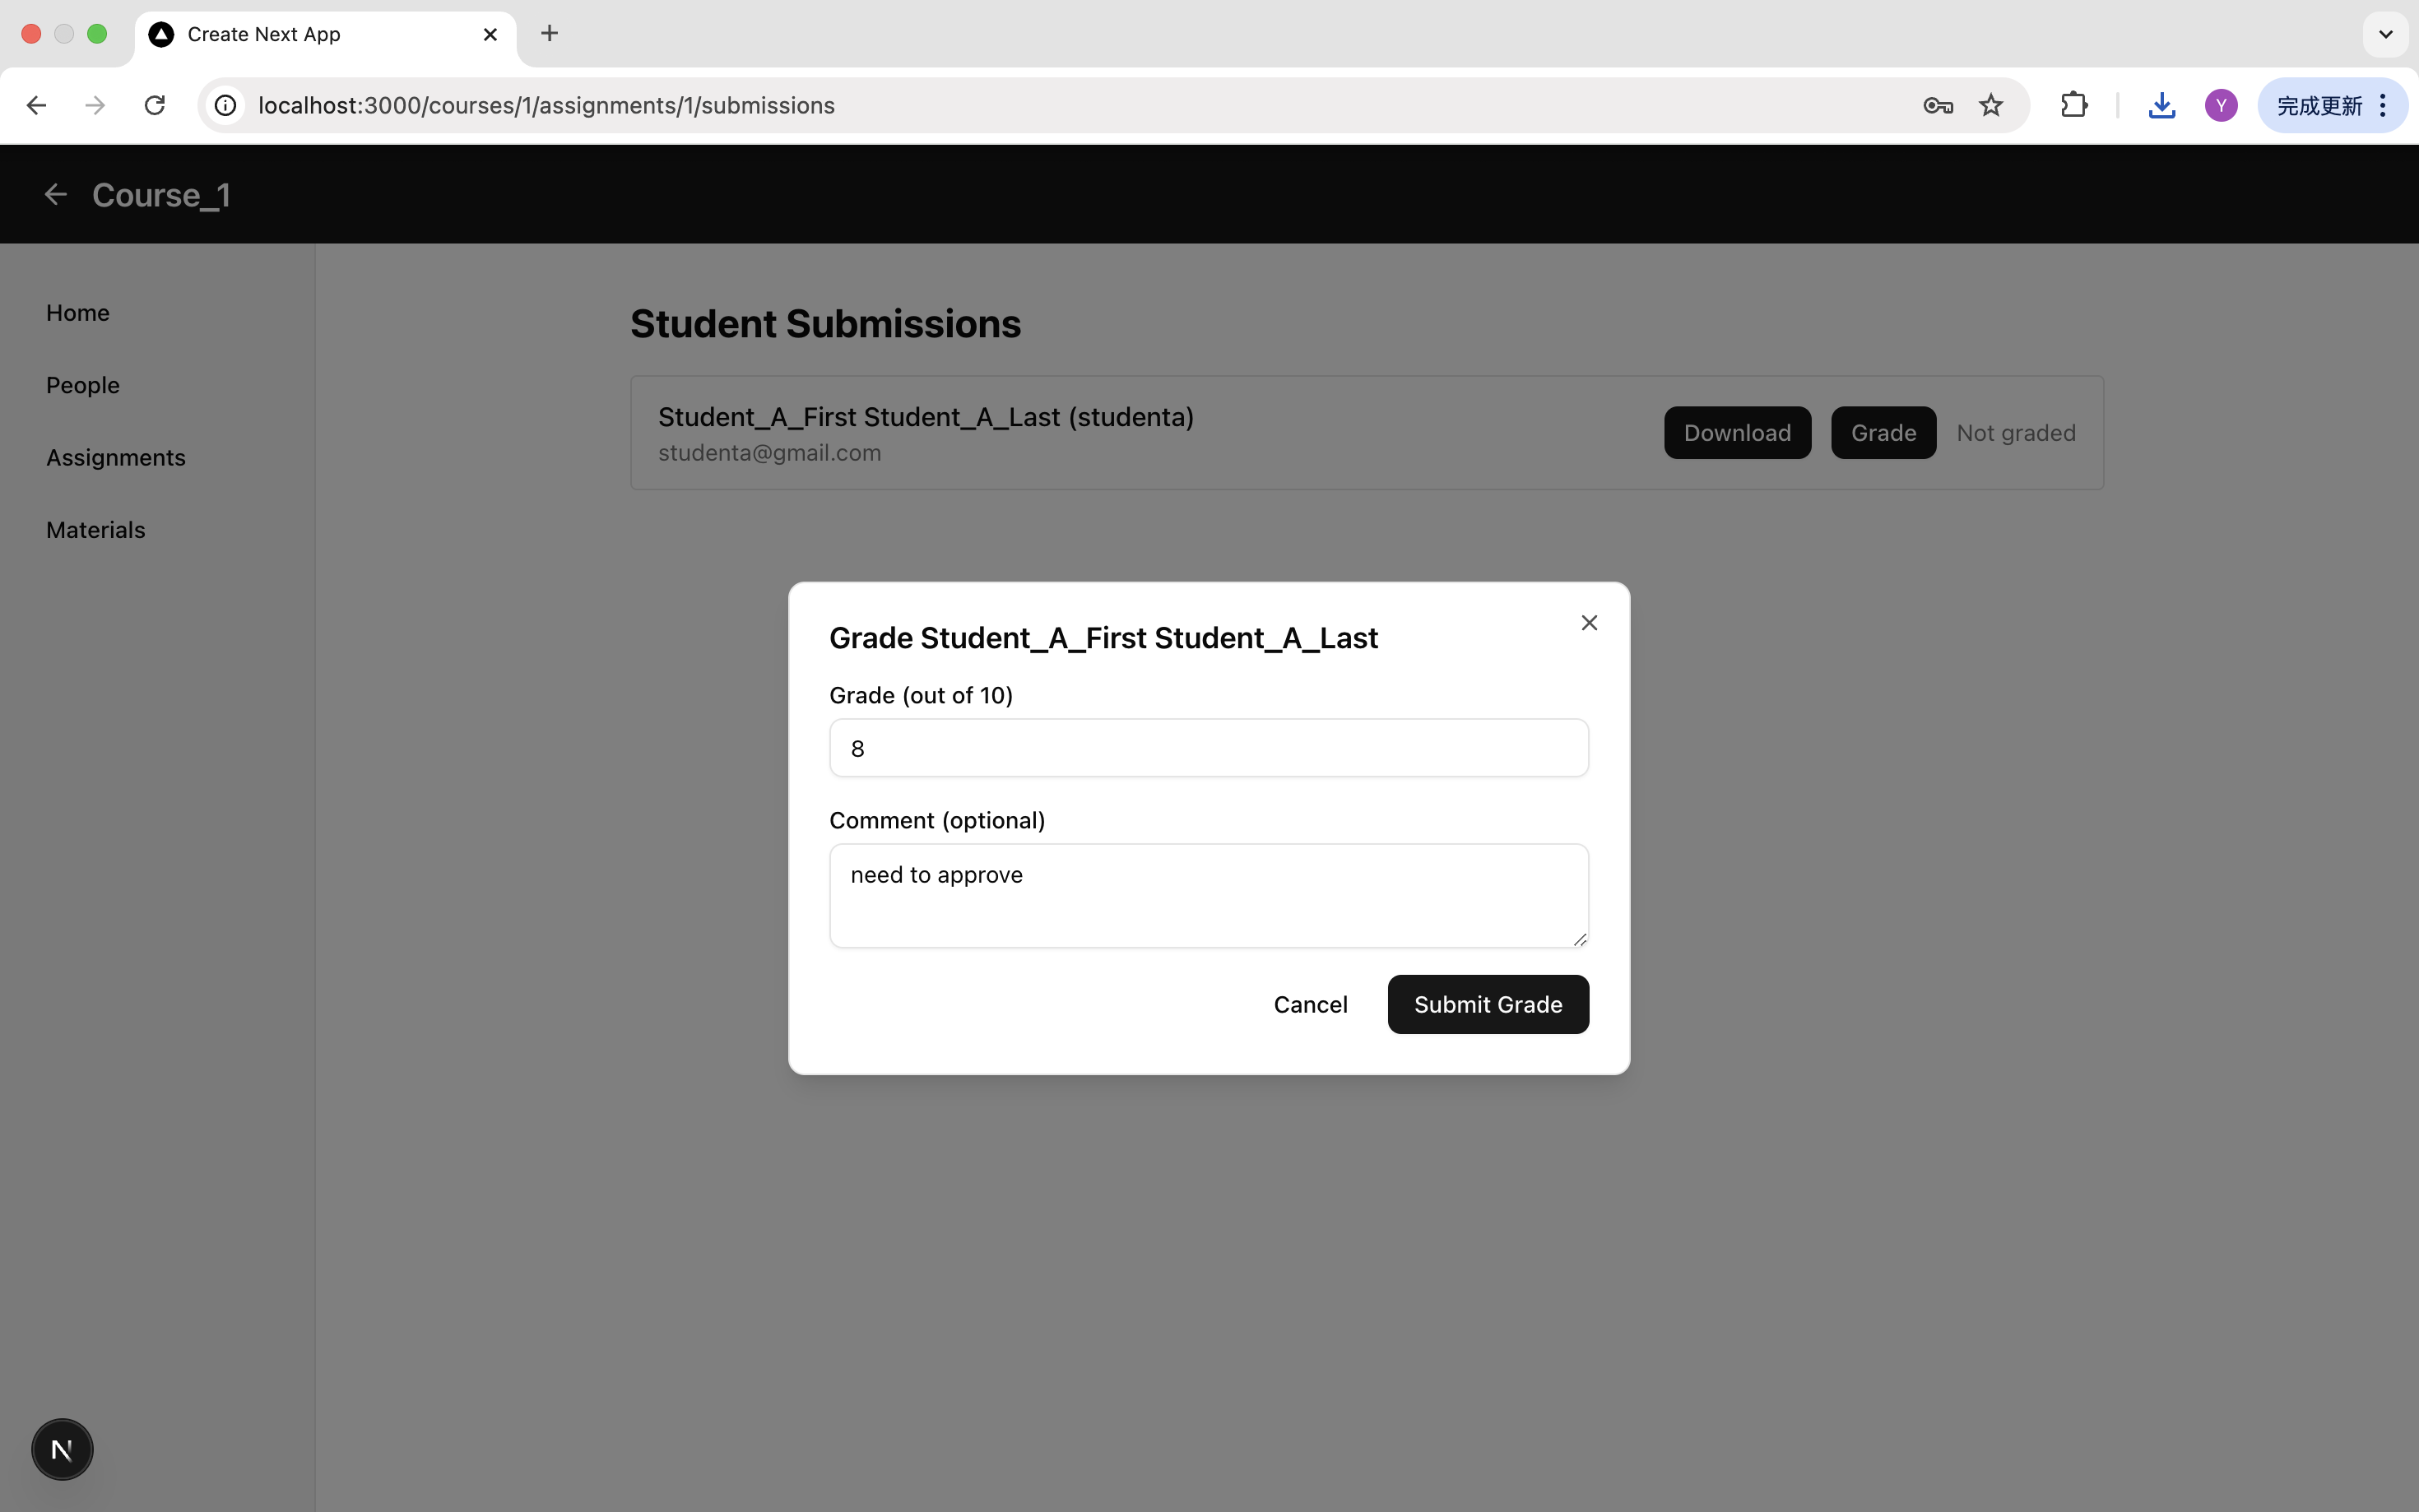 Create Next App
localhost:3000/courses/1/assignments/1/submissions
Y
完成更新
Course_1
Home
People
Assignments
Materials
Student Submissions
Student_A_First Student_A_Last (studenta)
studenta@gmail.com
Download
Grade
Not graded
Grade Student_A_First Student_A_Last
Grade (out of 10)
8
Comment (optional)
need to approve
Cancel
Submit Grade
N